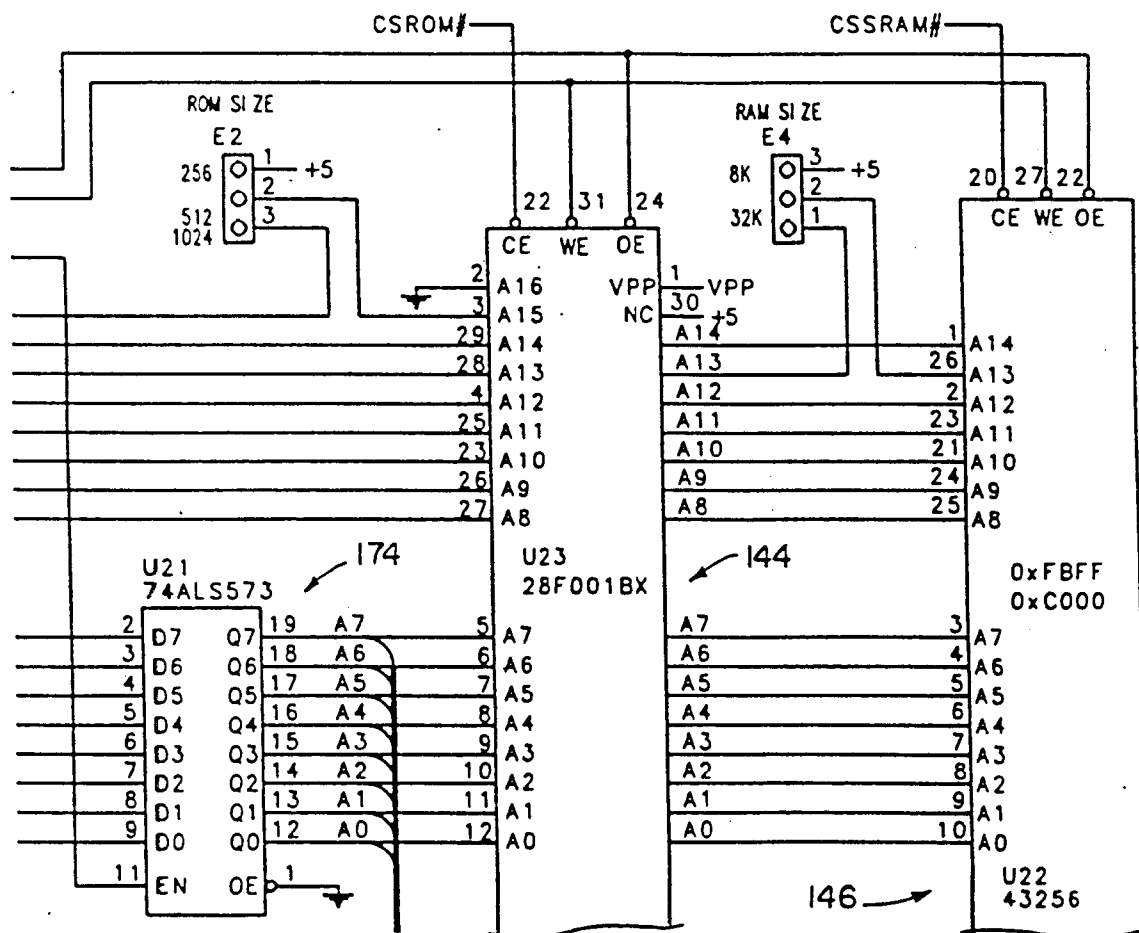 CSROM#
CSSRAM#
ROM SIZE
E2
256
512
1024
1
2
3
+5
RAM SIZE
E4
8K
32K
3
2
1
+5
22 31 24
CE WE OE
20 27 22
CE WE OE
2 A16
3 A15
29 A14
28 A13
4 A12
25 A11
23 A10
26 A9
27 A8
VPP 1 VPP
NC 30 +5
A14 1 A14
A13 26 A13
A12 2 A12
A11 23 A11
A10 21 A10
A9 24 A9
A8 25 A8
U21
74ALS573
174
U23
28F001BX
144
0xFBFF
0xC000
2 D7 Q7 19 A7 5 A7
3 D6 Q6 18 A6 6 A6
4 D5 Q5 17 A5 7 A5
5 D4 Q4 16 A4 8 A4
6 D3 Q3 15 A3 9 A3
7 D2 Q2 14 A2 10 A2
8 D1 Q1 13 A1 11 A1
9 D0 Q0 12 A0 12 A0
11 EN OE 1
A7 3 A7
A6 4 A6
A5 5 A5
A4 6 A4
A3 7 A3
A2 8 A2
A1 9 A1
A0 10 A0
146
U22
43256